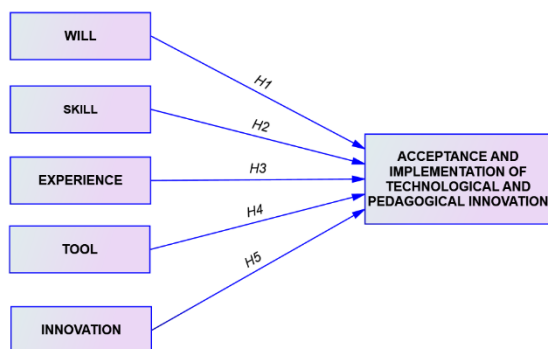 WILL
H1
SKILL
H2
EXPERIENCE
H3
ACCEPTANCE AND
IMPLEMENTATION OF
TECHNOLOGICAL AND
PEDAGOGICAL INNOVATION
TOOL
H4
INNOVATION
H5